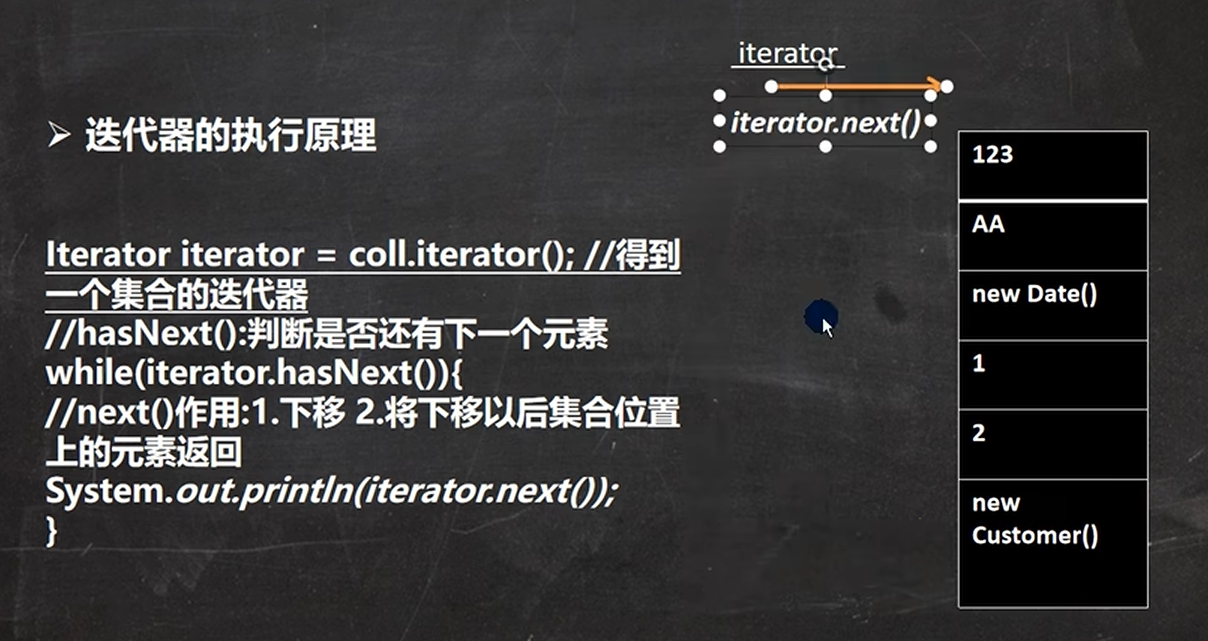 iterator
iterator.next()
➢ 迭代器的执行原理
Iterator iterator = coll.iterator(); //得到
一个集合的迭代器
//hasNext():判断是否还有下一个元素
while(iterator.hasNext()){
//next()作用:1.下移 2.将下移以后集合位置
上的元素返回
System.out.println(iterator.next());
}
123
AA
new Date()
1
2
new
Customer()